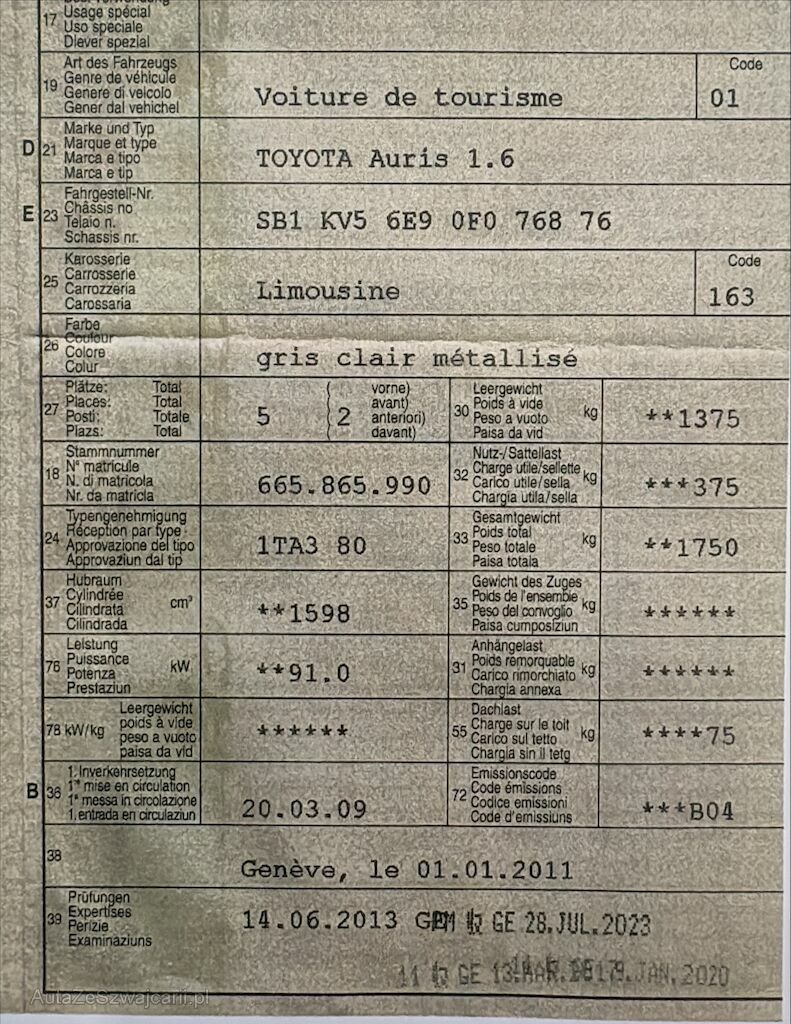 17 Usage spécial
Uso speciale
Diever spezial
19 Art des Fahrzeugs
Genre de véhicule
Genere di veicolo
Gener dal vehichel
Voiture de tourisme
Code
01
D 21 Marke und Typ
Marque et type
Marca e tipo
Marca e tip
TOYOTA Auris 1.6
E 23 Fahrgestell-Nr.
Châssis no
Telaio n.
Schassis nr.
SB1 KV5 6E9 0F0 768 76
25 Karosserie
Carrosserie
Carrozzeria
Carossaria
Limousine
Code
163
26 Farbe
Couleur
Colore
Colur
gris clair métallisé
27 Plätze: Total
Places: Total
Posti: Totale
Plazs: Total
5 ( 2 vorne)
avant)
anteriori)
davant)
30 Leergewicht
Poids à vide
Peso a vuoto
Paisa da vid
kg
**1375
18 Stammnummer
N° matricule
N. di matricola
Nr. da matricla
665.865.990
32 Nutz-/Sattellast
Charge utile/sellette
Carico utile/sella
Chargia utila/sella
kg
***375
24 Typengenehmigung
Réception par type
Approvazione del tipo
Approvaziun dal tip
1TA3 80
33 Gesamtgewicht
Poids total
Peso totale
Paisa totala
kg
**1750
37 Hubraum
Cylindrée
Cilindrata
Cilindrada
cm³
**1598
35 Gewicht des Zuges
Poids de l'ensemble
Peso del convoglio
Paisa cumposiziun
kg
******
76 Leistung
Puissance
Potenza
Prestaziun
kW
**91.0
31 Anhängelast
Poids remorquable
Carico rimorchiato
Chargia annexa
kg
******
78 kW/kg
Leergewicht
poids à vide
peso a vuoto
paisa da vid
******
55 Dachlast
Charge sur le toit
Carico sul tetto
Chargia sin il tetg
kg
****75
B 36 1. Inverkehrsetzung
1re mise en circulation
1a messa in circolazione
1. entrada en circulaziun
20.03.09
72 Emissionscode
Code émissions
Codice emissioni
Code d'emissiuns
***B04
38
Genève, le 01.01.2011
39 Prüfungen
Expertises
Perizie
Examinaziuns
14.06.2013 GE 28.JUL.2023
11 GE 13.MAR. JAN.2020
AutaZeSzwajcarii.pl